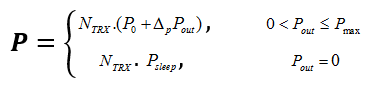 P = { N_TRX.(P_0 + Δ_p P_out) ,    0 < P_out ≤ P_max
N_TRX. P_sleep,    P_out = 0